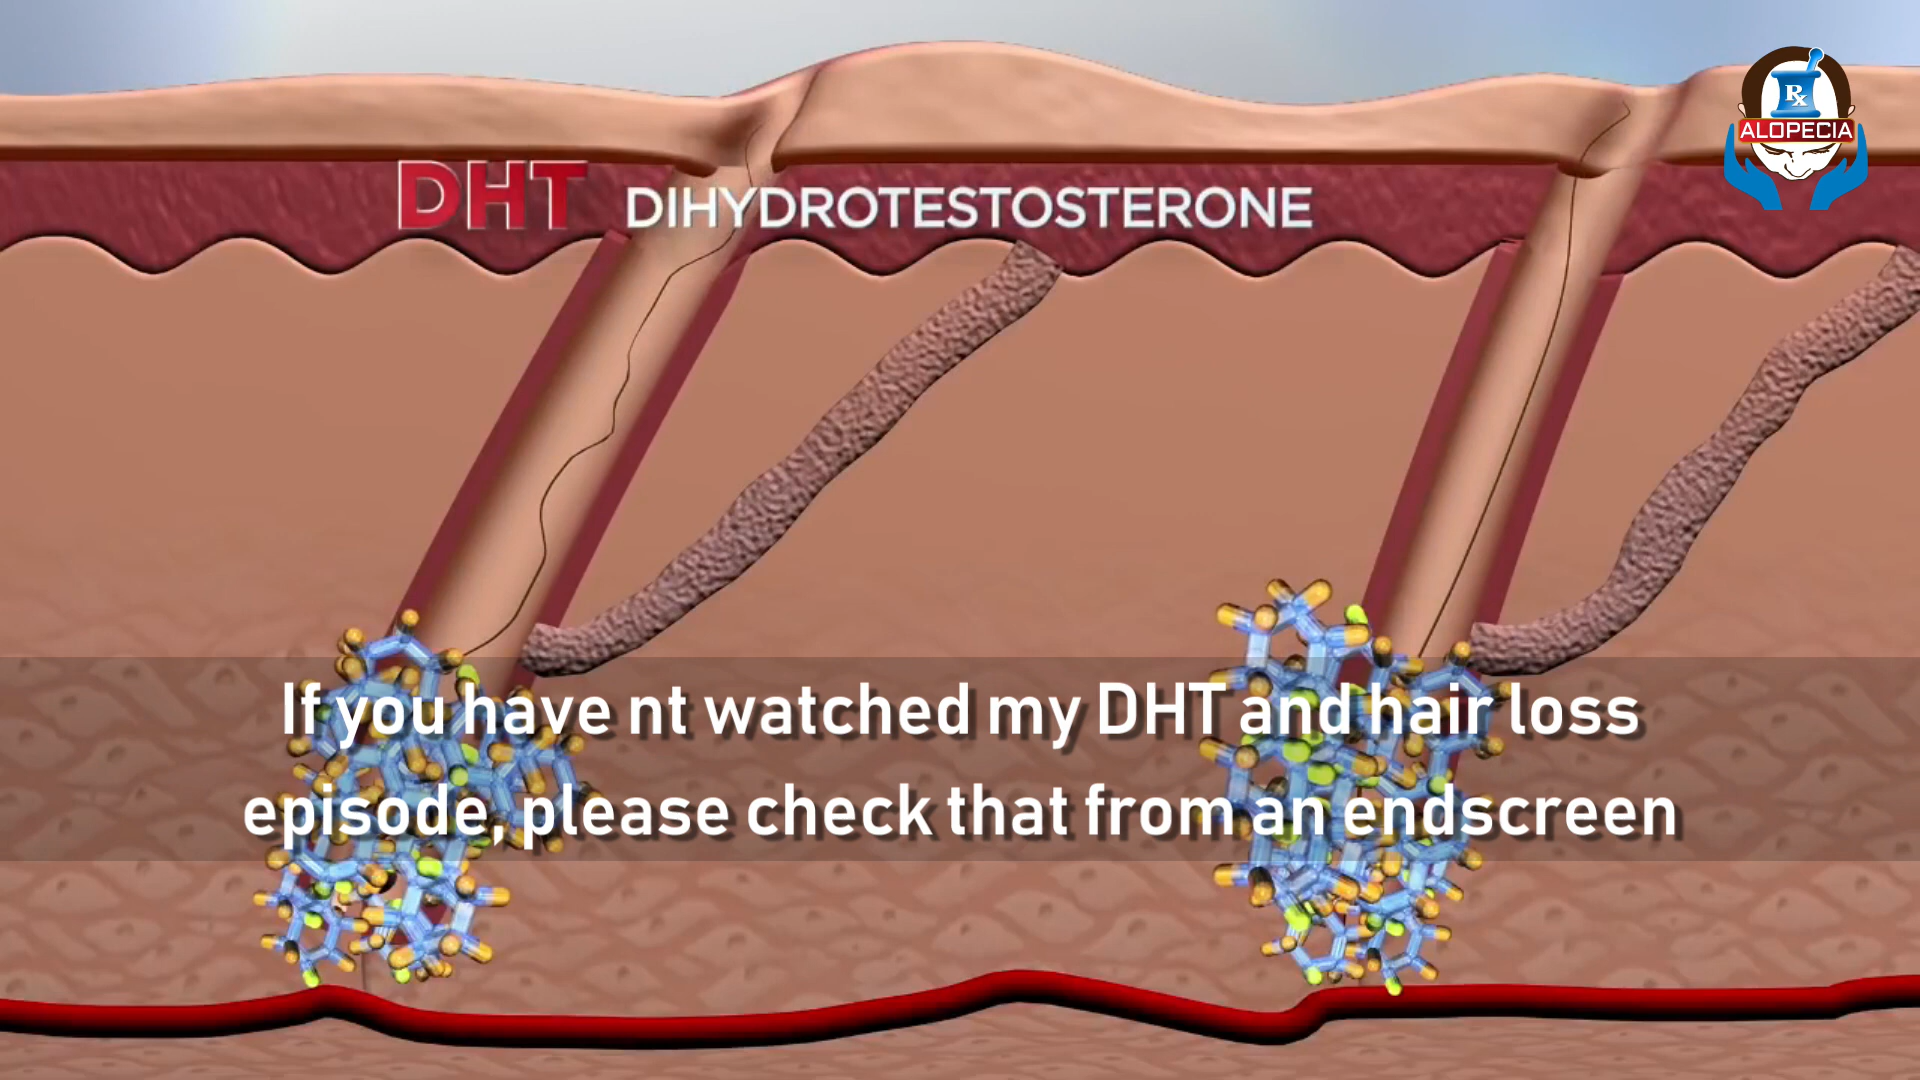 Rx
ALOPECIA
DHT DIHYDROTESTOSTERONE
If you have nt watched my DHT and hair loss
episode, please check that from an endscreen